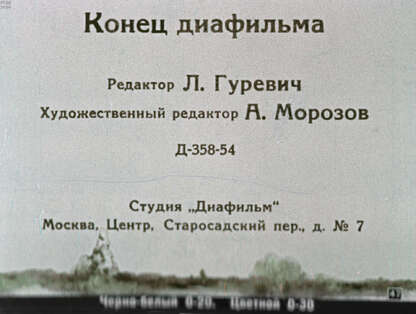 Конец диафильма
Редактор Л. Гуревич
Художественный редактор А. Морозов
Д-358-54
Студия „Диафильм“
Москва, Центр, Старосадский пер., д. № 7
47
Черно-белый 0-20. Цветной 0-30